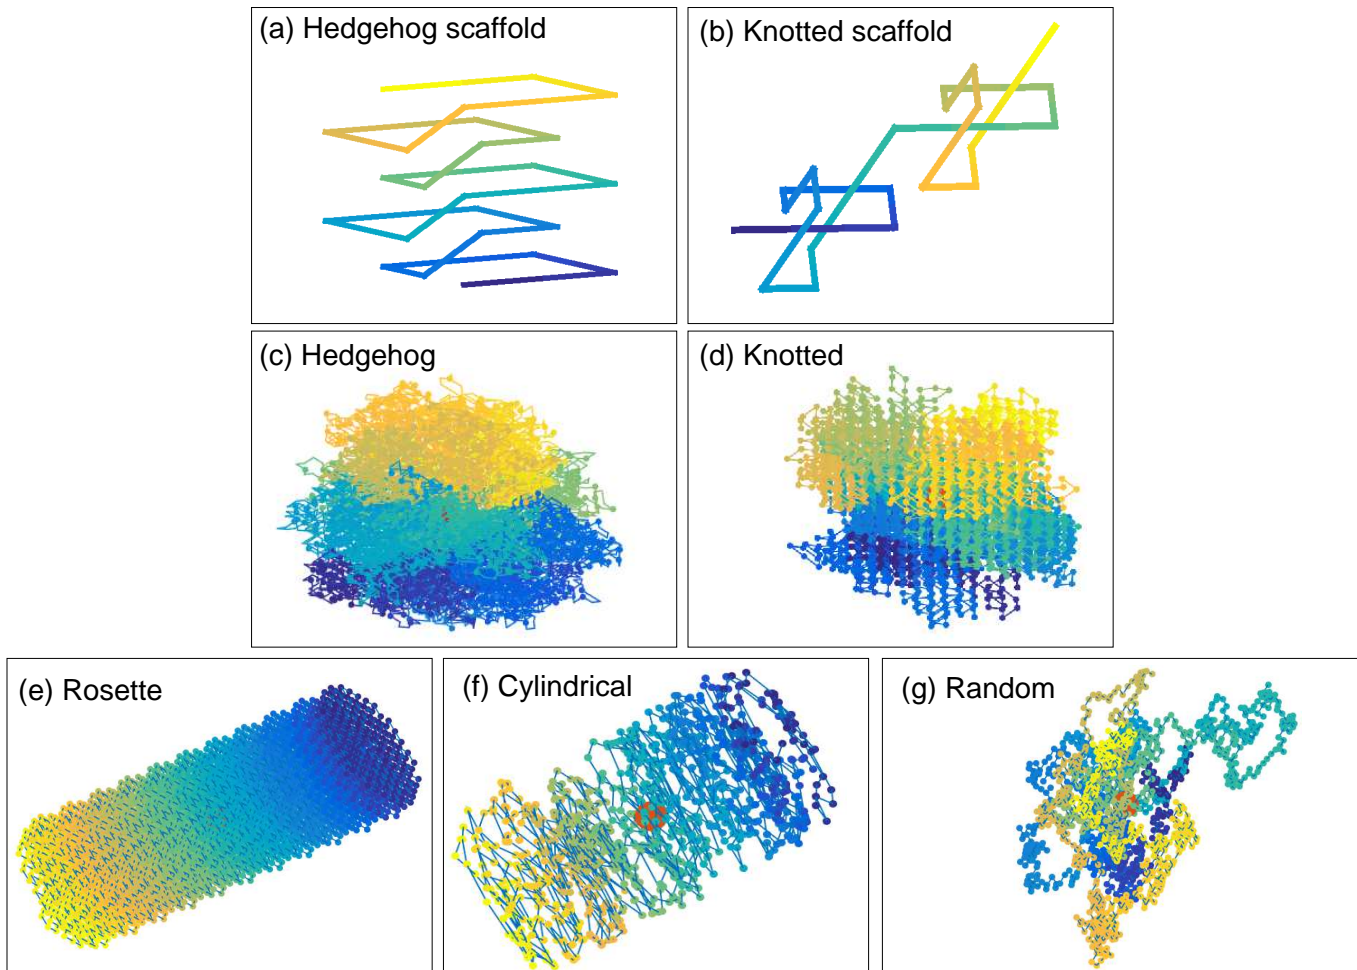 (a) Hedgehog scaffold
(b) Knotted scaffold
(c) Hedgehog
(d) Knotted
(e) Rosette
(f) Cylindrical
(g) Random